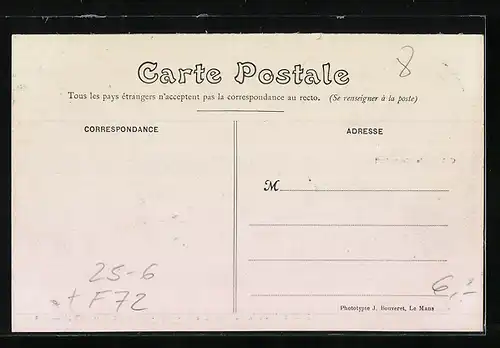 8
Carte Postale
Tous les pays étrangers n'acceptent pas la correspondance au recto. (Se renseigner à la poste)
CORRESPONDANCE
ADRESSE
M
25-6
+ F72
6,-
Phototypie J. Bouveret, Le Mans